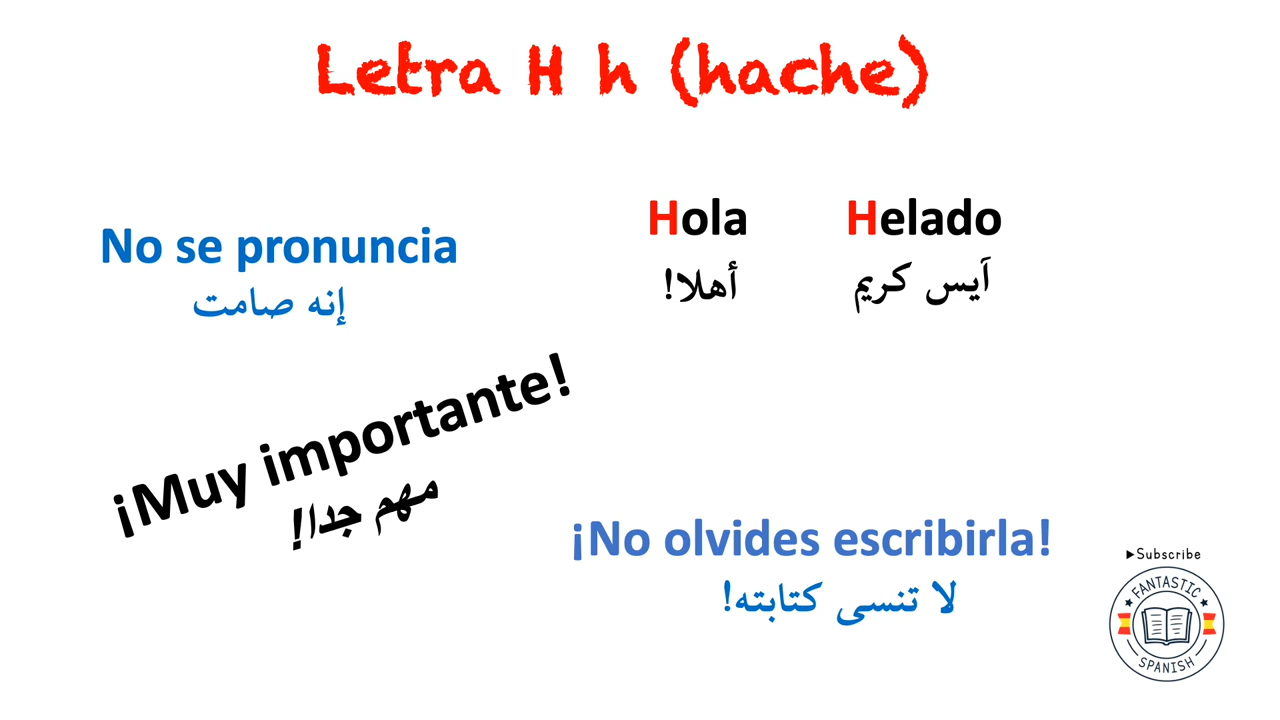 Letra H h (hache)
No se pronuncia
إنه صامت
Hola
أهلا!
Helado
آيس كريم
¡Muy importante!
مهم جدا!
¡No olvides escribirla!
لا تنسى كتابته!
▶Subscribe
FANTASTIC
SPANISH